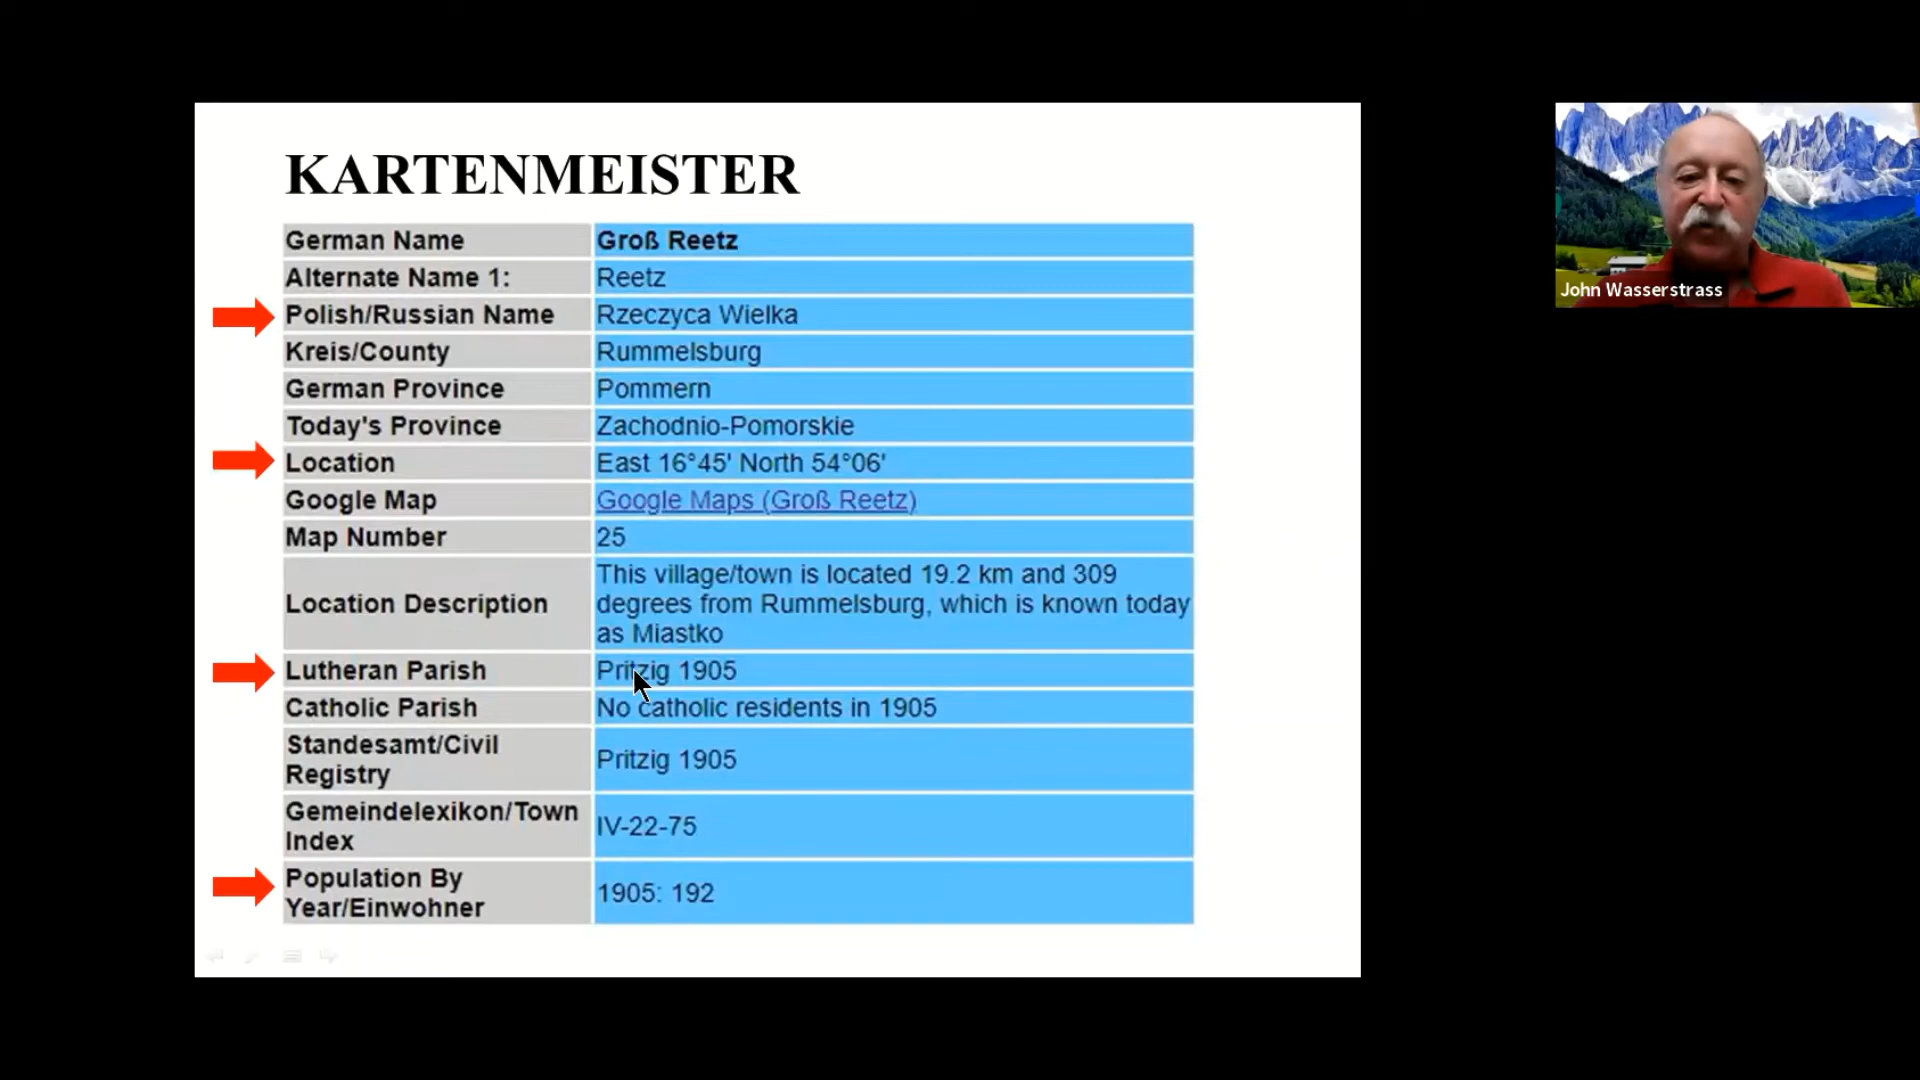 KARTENMEISTER
German Name Groß Reetz
Alternate Name 1: Reetz
Polish/Russian Name Rzeczyca Wielka
Kreis/County Rummelsburg
German Province Pommern
Today's Province Zachodnio-Pomorskie
Location East 16°45' North 54°06'
Google Map Google Maps (Groß Reetz)
Map Number 25
Location Description This village/town is located 19.2 km and 309
degrees from Rummelsburg, which is known today
as Miastko
Lutheran Parish Pritzig 1905
Catholic Parish No catholic residents in 1905
Standesamt/Civil
Registry Pritzig 1905
Gemeindelexikon/Town
Index IV-22-75
Population By
Year/Einwohner 1905: 192
John Wasserstrass